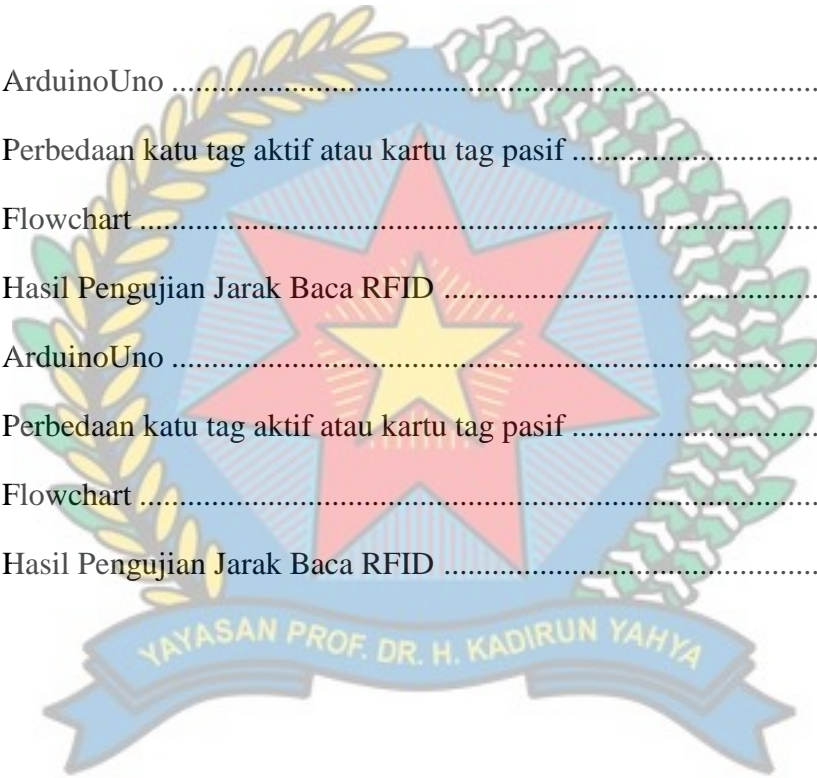 ArduinoUno ........................................................................................
Perbedaan katu tag aktif atau kartu tag pasif ...............................
Flowchart ............................................................................................
Hasil Pengujian Jarak Baca RFID ................................................
ArduinoUno ........................................................................................
Perbedaan katu tag aktif atau kartu tag pasif ...............................
Flowchart ............................................................................................
Hasil Pengujian Jarak Baca RFID ................................................
YAYASAN PROF. DR. H. KADIRUN YAHYA